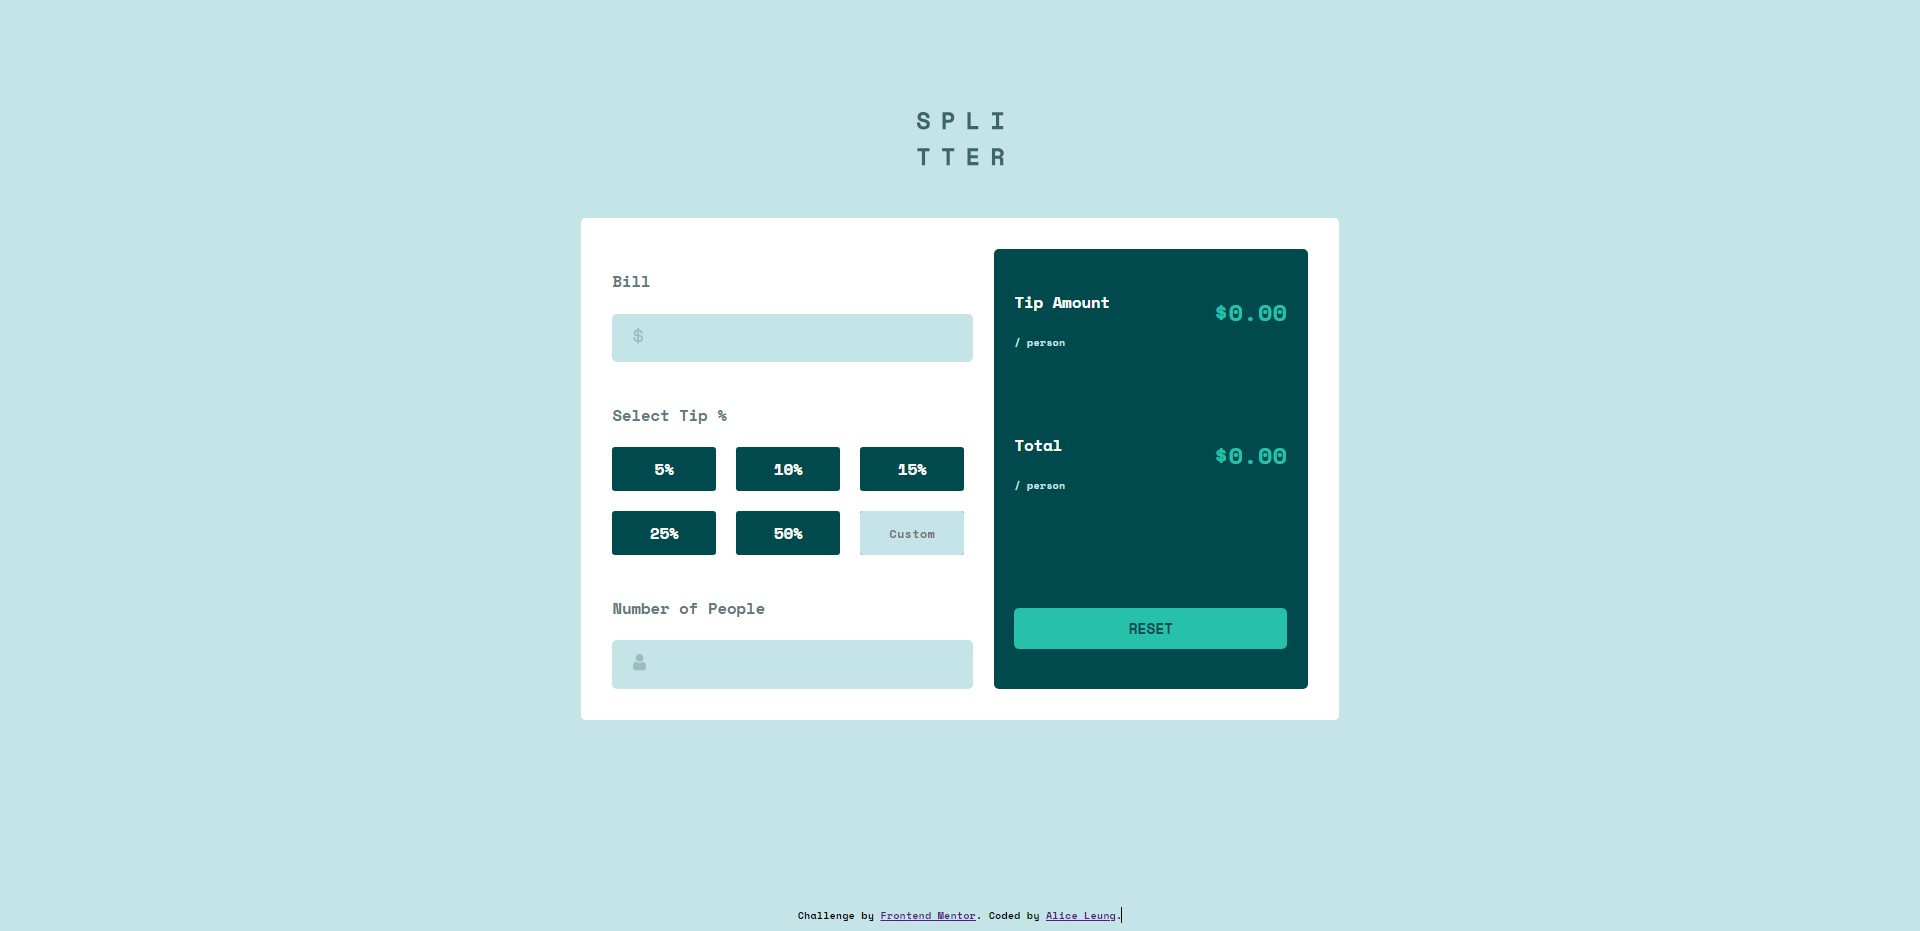 SPLI
TTER
Bill
$
Select Tip %
5%
10%
15%
25%
50%
Custom
Number of People
Tip Amount
$0.00
/ person
Total
$0.00
/ person
RESET
Challenge by Frontend Mentor. Coded by Alice Leung.